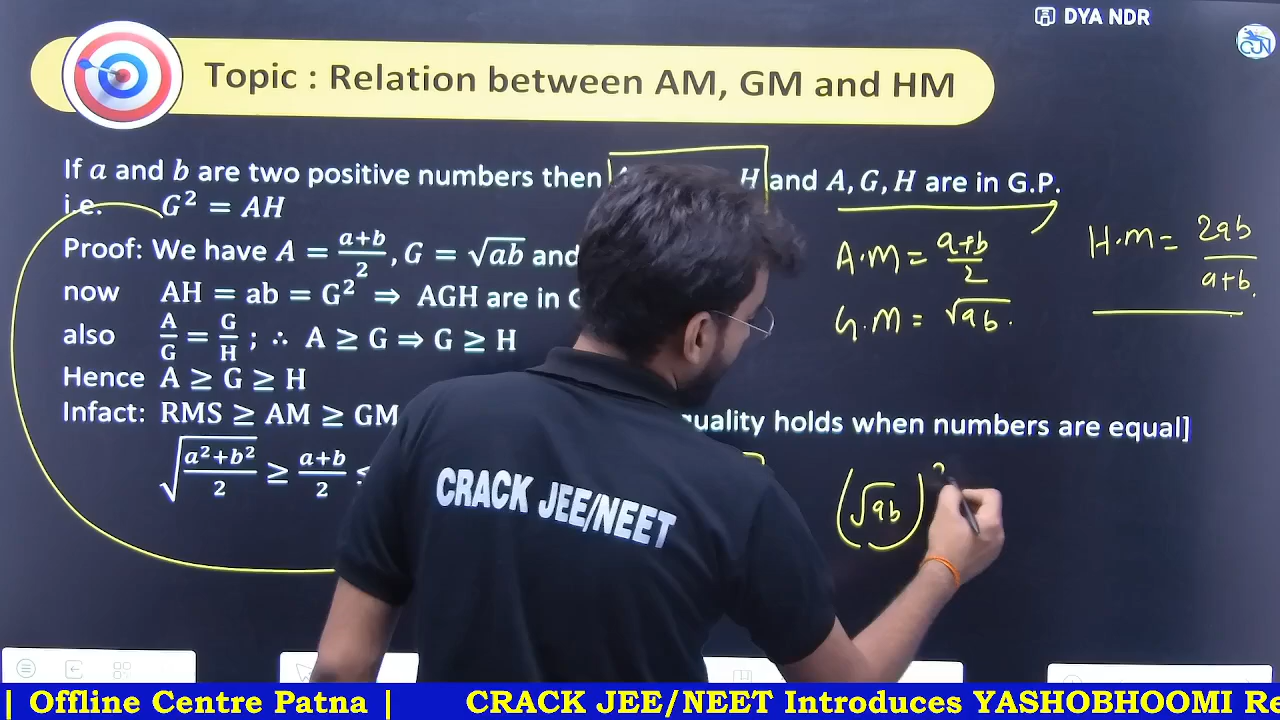 DYA NDR
GUN
Topic : Relation between AM, GM and HM
If a and b are two positive numbers then H and A, G, H are in G.P.
i.e. G² = AH
Proof: We have A = a+b/2, G = √ab and
now AH = ab = G² ⇒ AGH are in G
also A/G = G/H ; ∴ A ≥ G ⇒ G ≥ H
Hence A ≥ G ≥ H
Infact: RMS ≥ AM ≥ GM quality holds when numbers are equal]
√a²+b²/2 ≥ a+b/2 ≤
A.M = a+b/2
G.M = √ab.
H.M = 2ab/a+b.
(√ab)²
CRACK JEE/NEET
| Offline Centre Patna | CRACK JEE/NEET Introduces YASHOBHOOMI Re